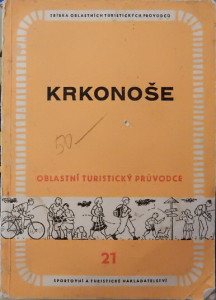 SBÍRKA OBLASTNÍCH TURISTICKÝCH PRŮVODCŮ
KRKONOŠE
50,-
OBLASTNÍ TURISTICKÝ PRŮVODCE
21
SPORTOVNÍ A TURISTICKÉ NAKLADATELSTVÍ